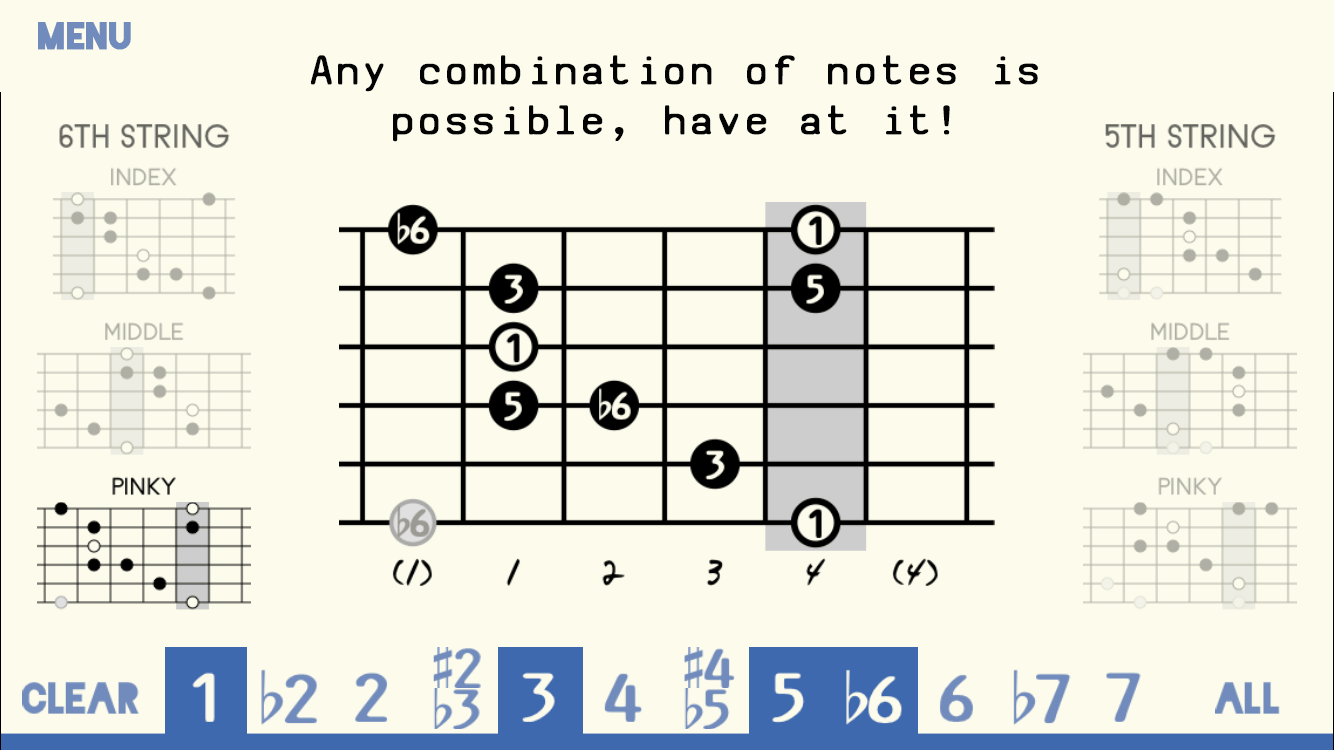 MENU
Any combination of notes is
possible, have at it!
6TH STRING
INDEX
MIDDLE
PINKY
5TH STRING
INDEX
MIDDLE
PINKY
♭6 1
3 5
1
5 ♭6
3
♭6 1
(1) 1 2 3 4 (4)
CLEAR 1 ♭2 2 ♯2 ♭3 3 4 ♯4 ♭5 5 ♭6 6 ♭7 7 ALL